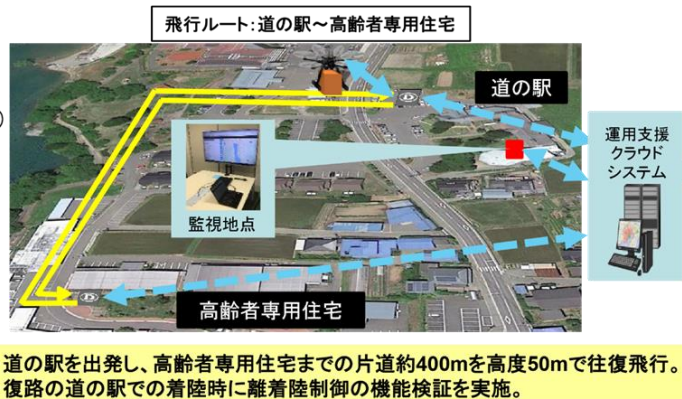 飛行ルート:道の駅～高齢者専用住宅
)
道の駅
運用支援
クラウド
システム
監視地点
高齢者専用住宅
道の駅を出発し、高齢者専用住宅までの片道約400mを高度50mで往復飛行。
復路の道の駅での着陸時に離着陸制御の機能検証を実施。